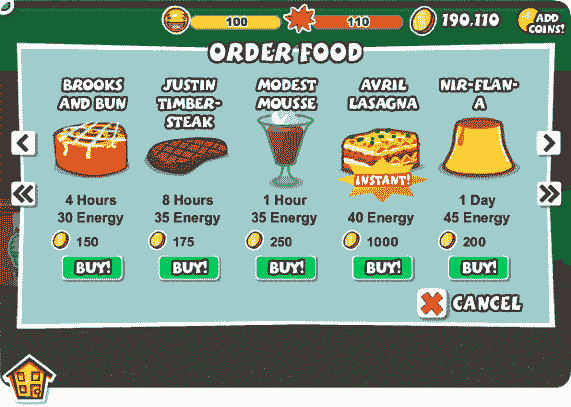 100
110
190,110
ADD
COINS!
ORDER FOOD
BROOKS
AND BUN
JUSTIN
TIMBER-
STEAK
MODEST
MOUSSE
AVRIL
LASAGNA
NIR-FLAN-
A
INSTANT!
4 Hours
8 Hours
1 Hour
1 Day
30 Energy
35 Energy
35 Energy
40 Energy
45 Energy
150
175
250
1000
200
BUY!
BUY!
BUY!
BUY!
BUY!
CANCEL